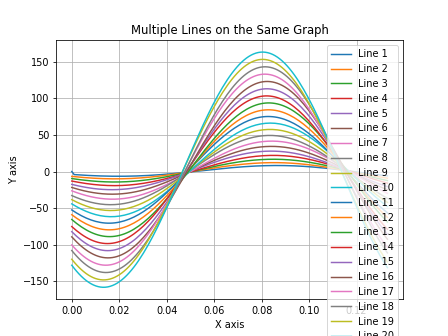 Multiple Lines on the Same Graph
150
100
50
0
−50
−100
−150
Y axis
0.00 0.02 0.04 0.06 0.08 0.10
X axis
Line 1
Line 2
Line 3
Line 4
Line 5
Line 6
Line 7
Line 8
Line 9
Line 10
Line 11
Line 12
Line 13
Line 14
Line 15
Line 16
Line 17
Line 18
Line 19
Line 20